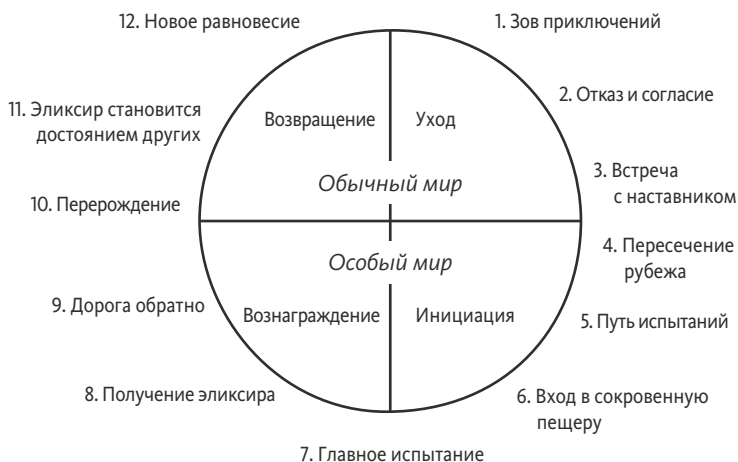 12. Новое равновесие
1. Зов приключений
2. Отказ и согласие
11. Эликсир становится
достоянием других
Возвращение
Уход
3. Встреча
с наставником
Обычный мир
10. Перерождение
4. Пересечение
рубежа
Особый мир
9. Дорога обратно
Вознаграждение
Инициация
5. Путь испытаний
8. Получение эликсира
6. Вход в сокровенную
пещеру
7. Главное испытание